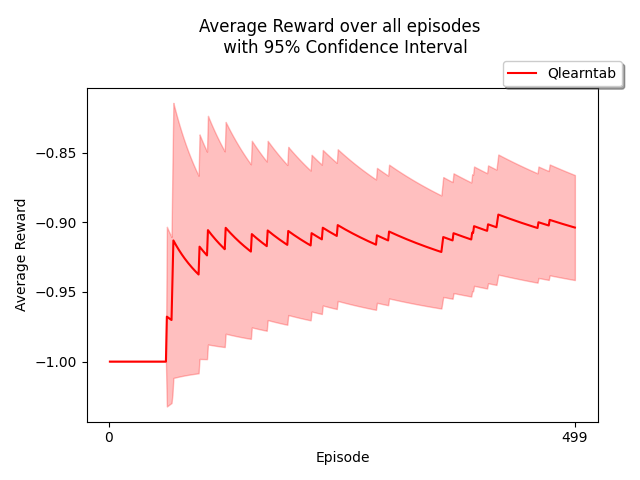 Average Reward over all episodes
with 95% Confidence Interval
Qlearntab
−0.85
−0.90
−0.95
−1.00
Average Reward
0
499
Episode